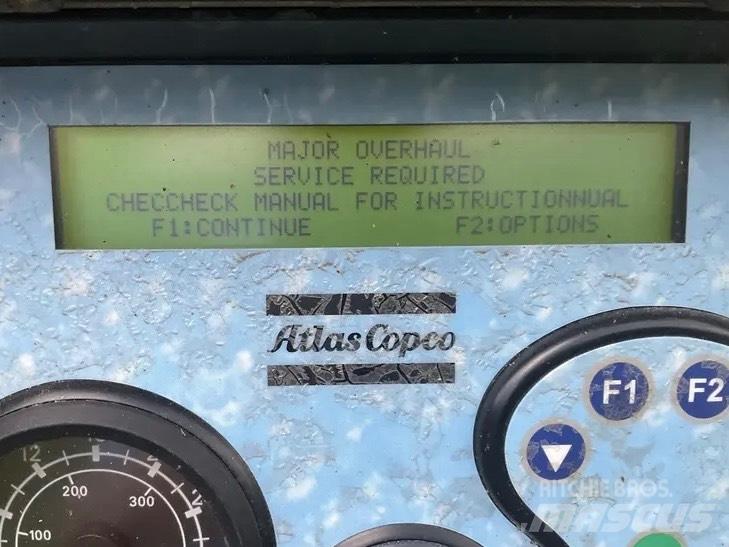 MAJOR OVERHAUL
SERVICE REQUIRED
CHECCHECK MANUAL FOR INSTRUCTIONNUAL
F1:CONTINUE F2:OPTIONS
Atlas Copco
F1 F2
12
200 300
100
RITCHIE BROS.
MASCUS